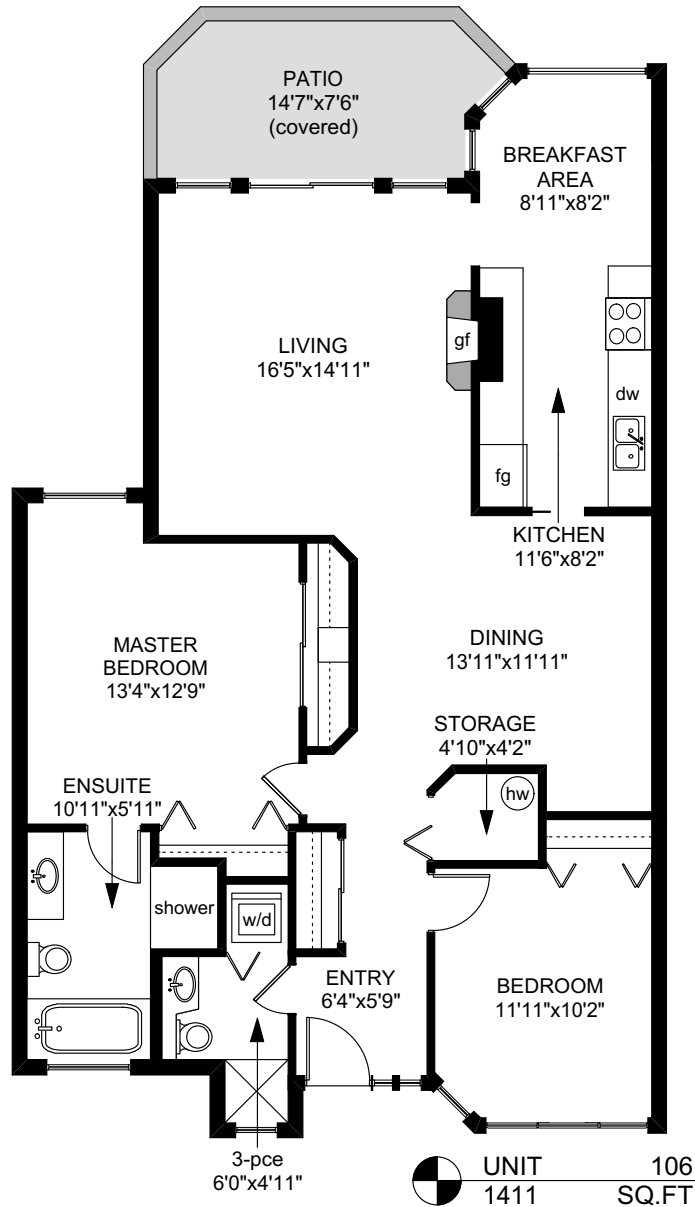 PATIO
14'7"x7'6"
(covered)
BREAKFAST
AREA
8'11"x8'2"
LIVING
16'5"x14'11"
gf
dw
fg
KITCHEN
11'6"x8'2"
MASTER
BEDROOM
13'4"x12'9"
DINING
13'11"x11'11"
STORAGE
4'10"x4'2"
hw
ENSUITE
10'11"x5'11"
shower
w/d
ENTRY
6'4"x5'9"
BEDROOM
11'11"x10'2"
3-pce
6'0"x4'11"
UNIT 106
1411 SQ.FT